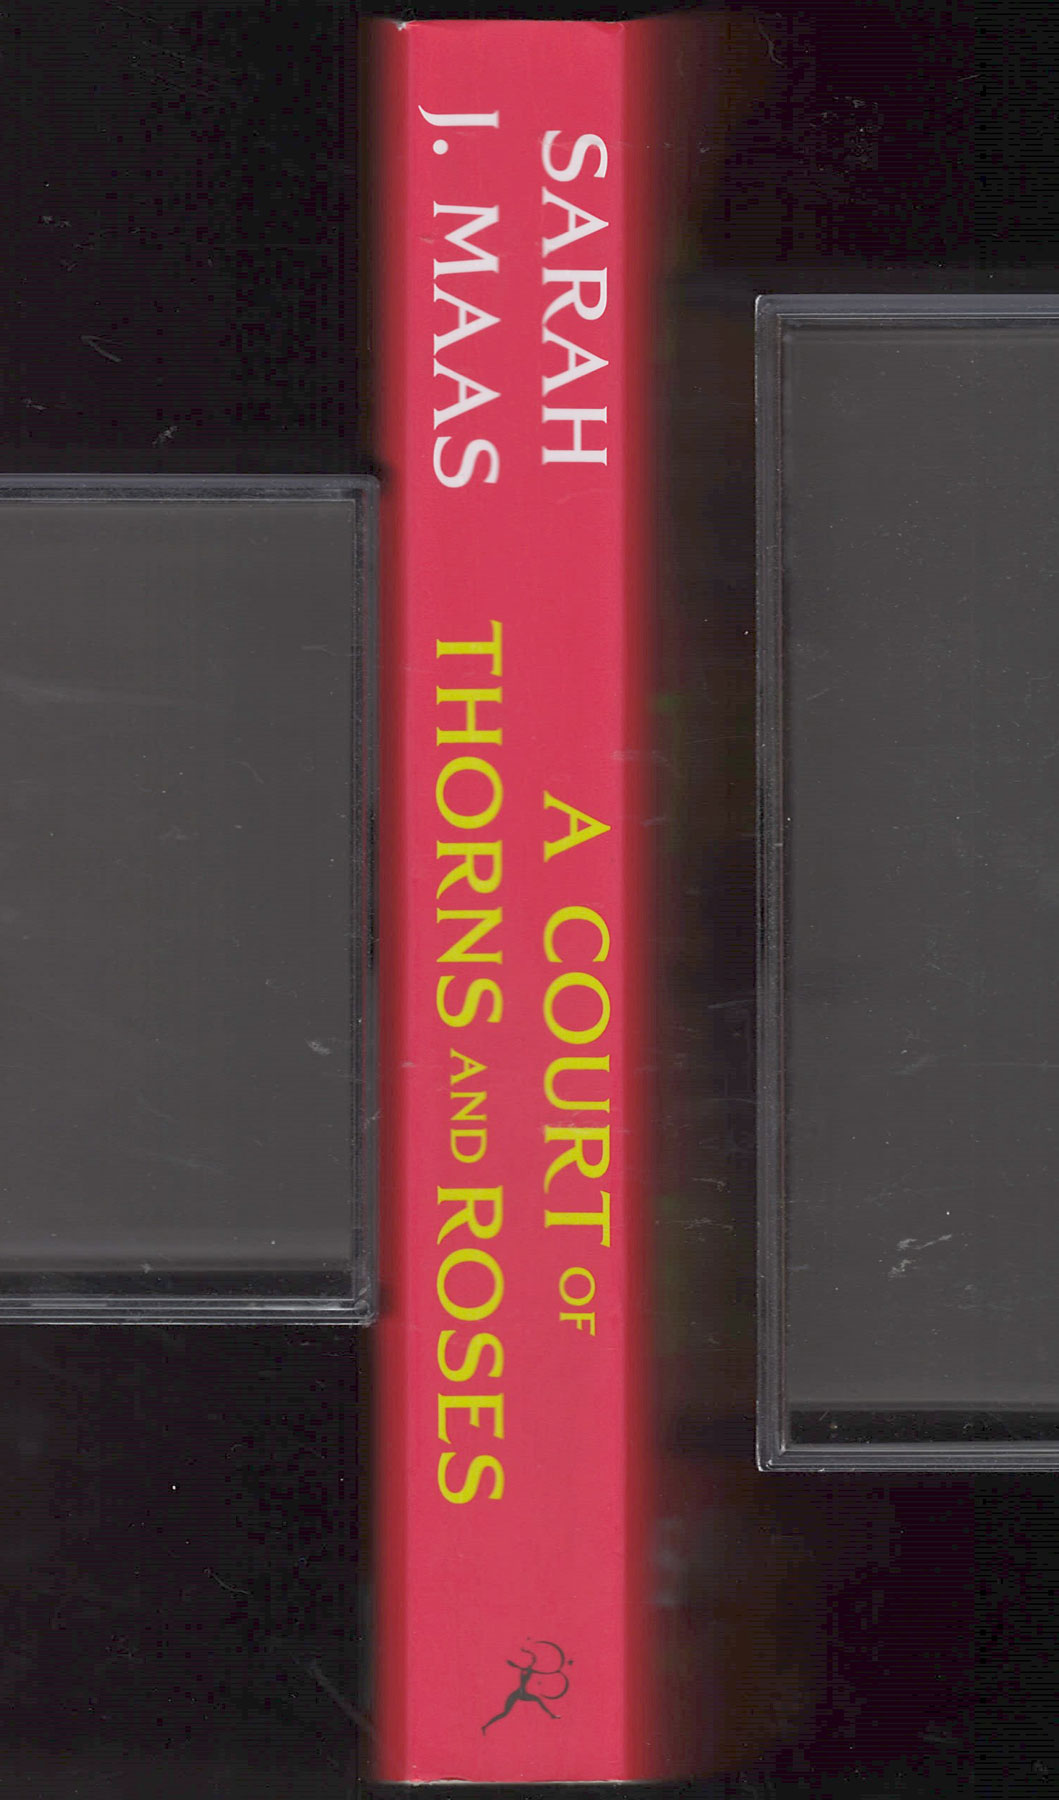 SARAH
J. MAAS
A COURT OF
THORNS AND ROSES